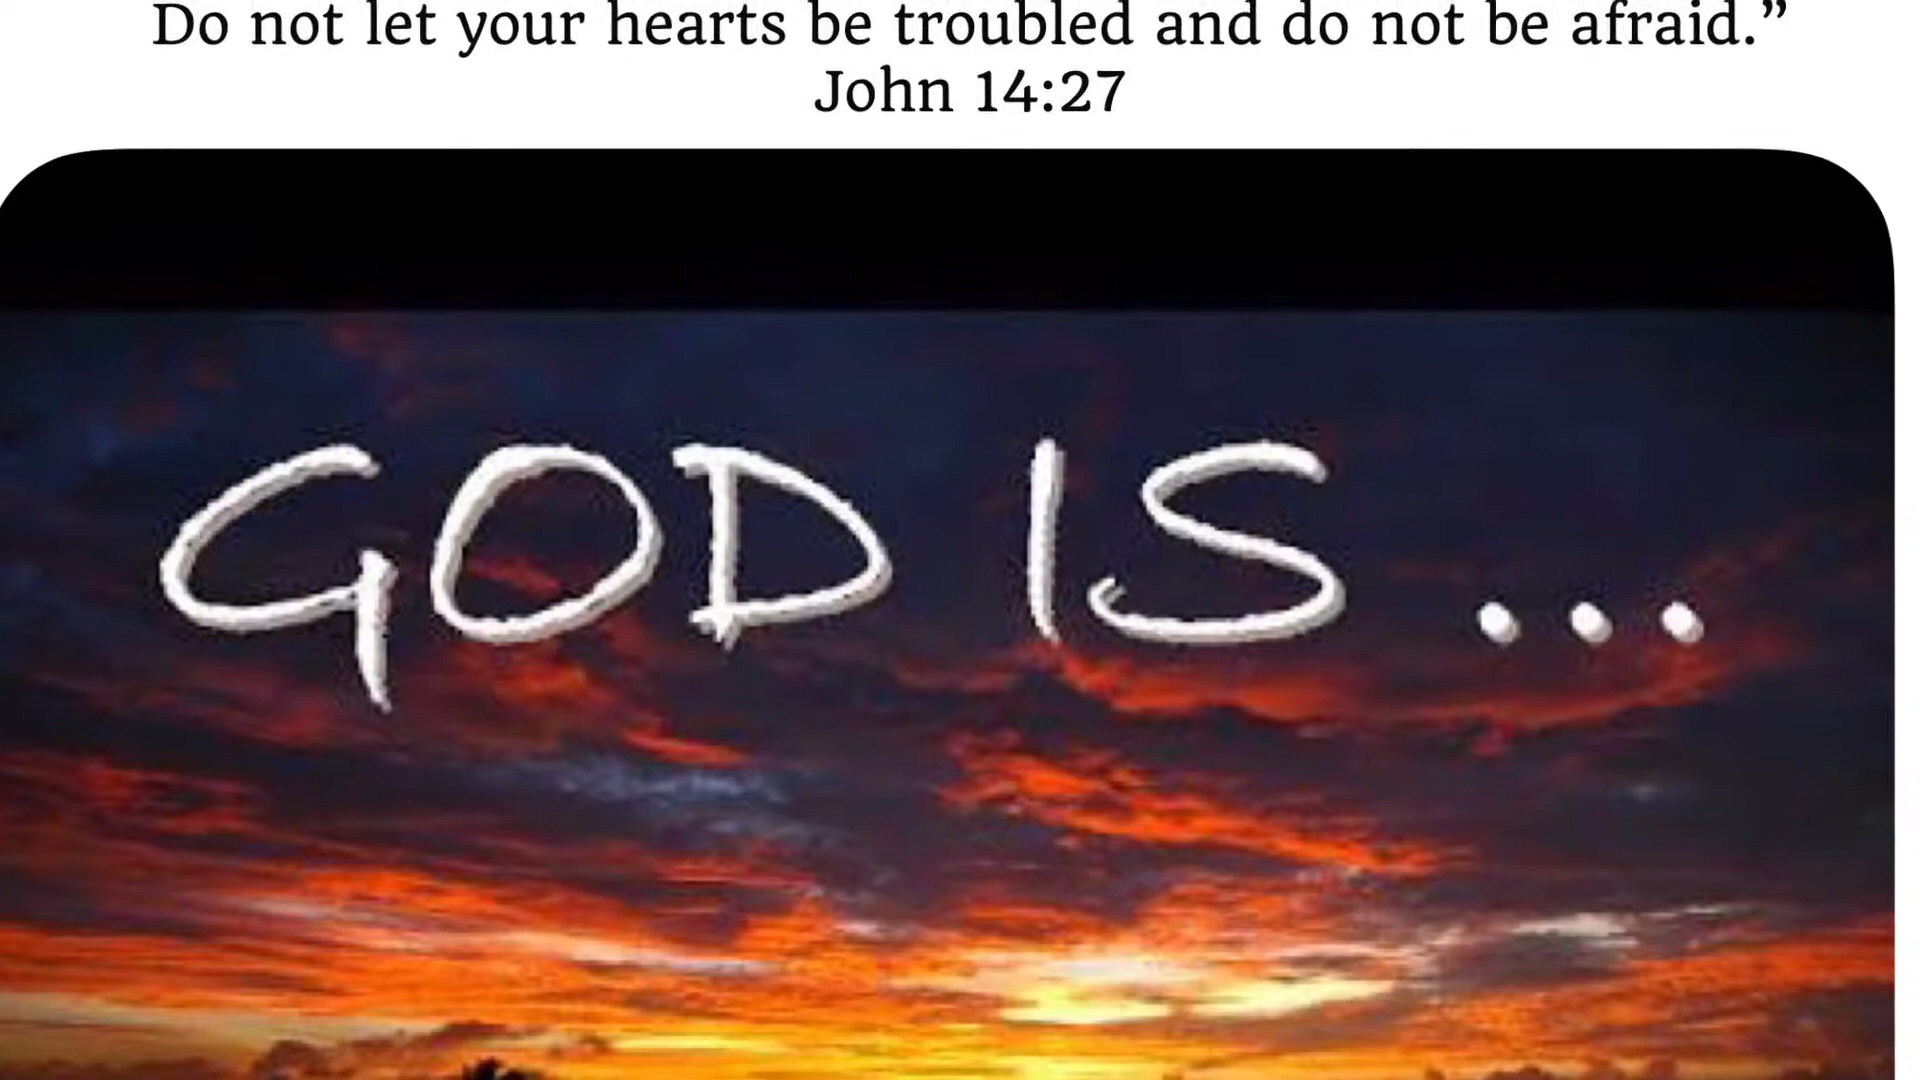 Do not let your hearts be troubled and do not be afraid.”
John 14:27
GOD IS ...